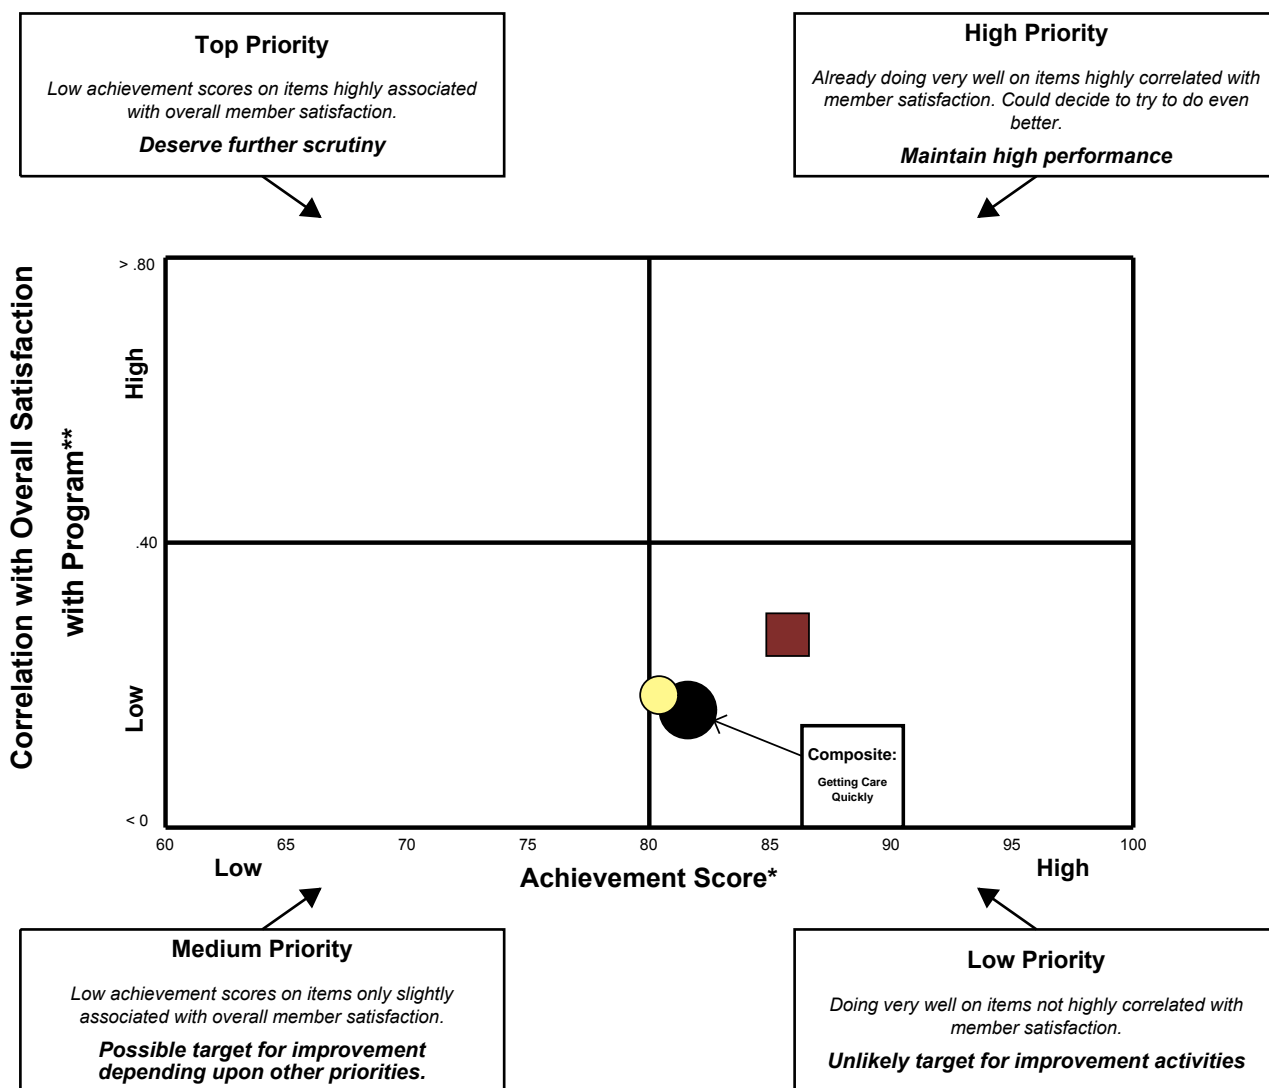 Top Priority
Low achievement scores on items highly associated
with overall member satisfaction.
Deserve further scrutiny
High Priority
Already doing very well on items highly correlated with
member satisfaction. Could decide to try to do even
better.
Maintain high performance
Correlation with Overall Satisfaction
with Program**
> .80
High
.40
Low
< 0
Composite:
Getting Care
Quickly
60
65
70
75
80
85
90
95
100
Low
Achievement Score*
High
Medium Priority
Low achievement scores on items only slightly
associated with overall member satisfaction.
Possible target for improvement
depending upon other priorities.
Low Priority
Doing very well on items not highly correlated with
member satisfaction.
Unlikely target for improvement activities